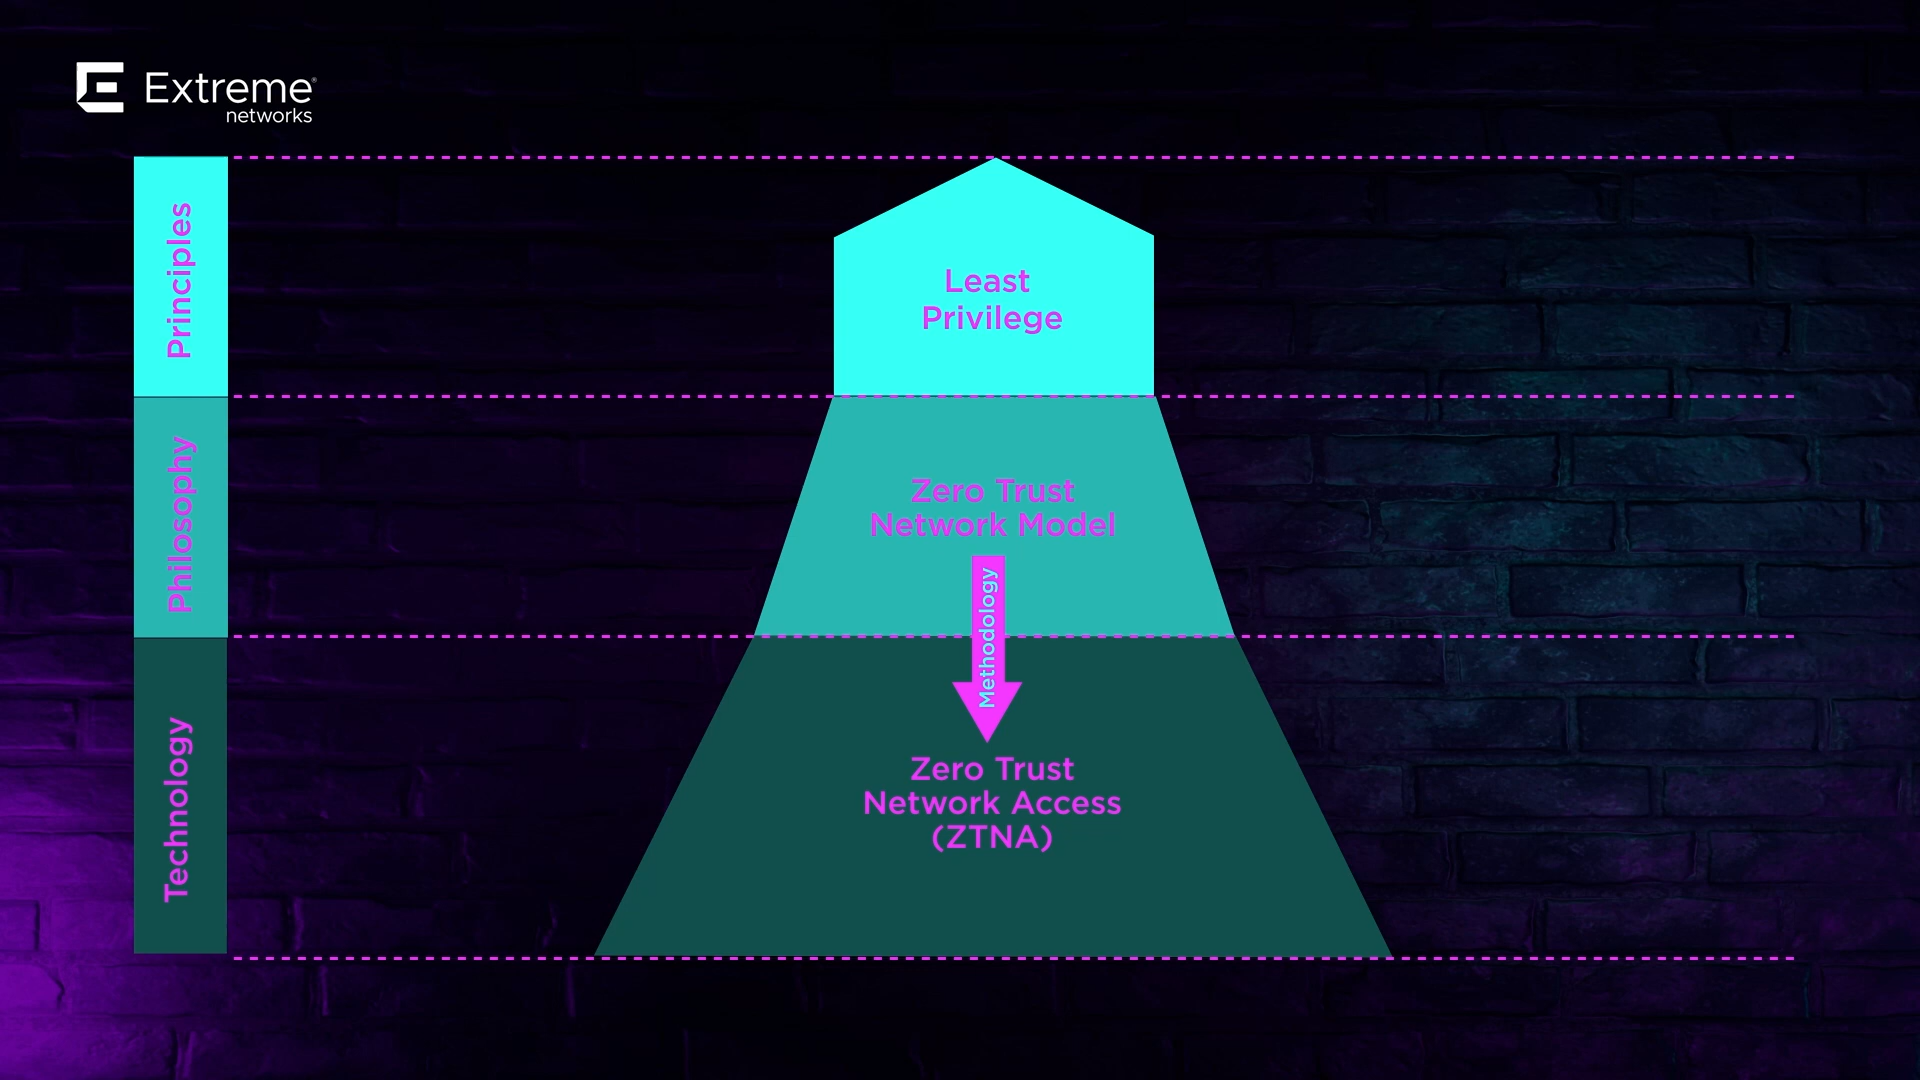 Extreme®
networks
Principles
Least
Privilege
Philosophy
Zero Trust
Network Model
Methodology
Technology
Zero Trust
Network Access
(ZTNA)